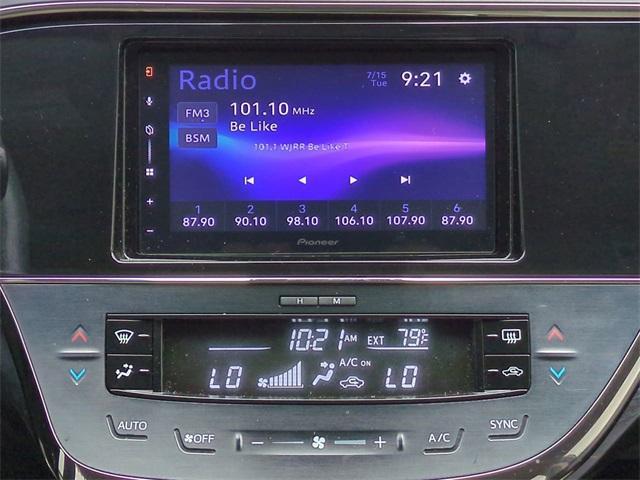 Radio
7/15
Tue
9:21
FM3
101.10 MHz
BSM
Be Like
101.1 WJRR Be Like T
1 2 3 4 5 6
87.90 90.10 98.10 106.10 107.90 87.90
Pioneer
H M
10:21 AM EXT 79°F
LO A/C ON LO
AUTO
OFF
A/C
SYNC